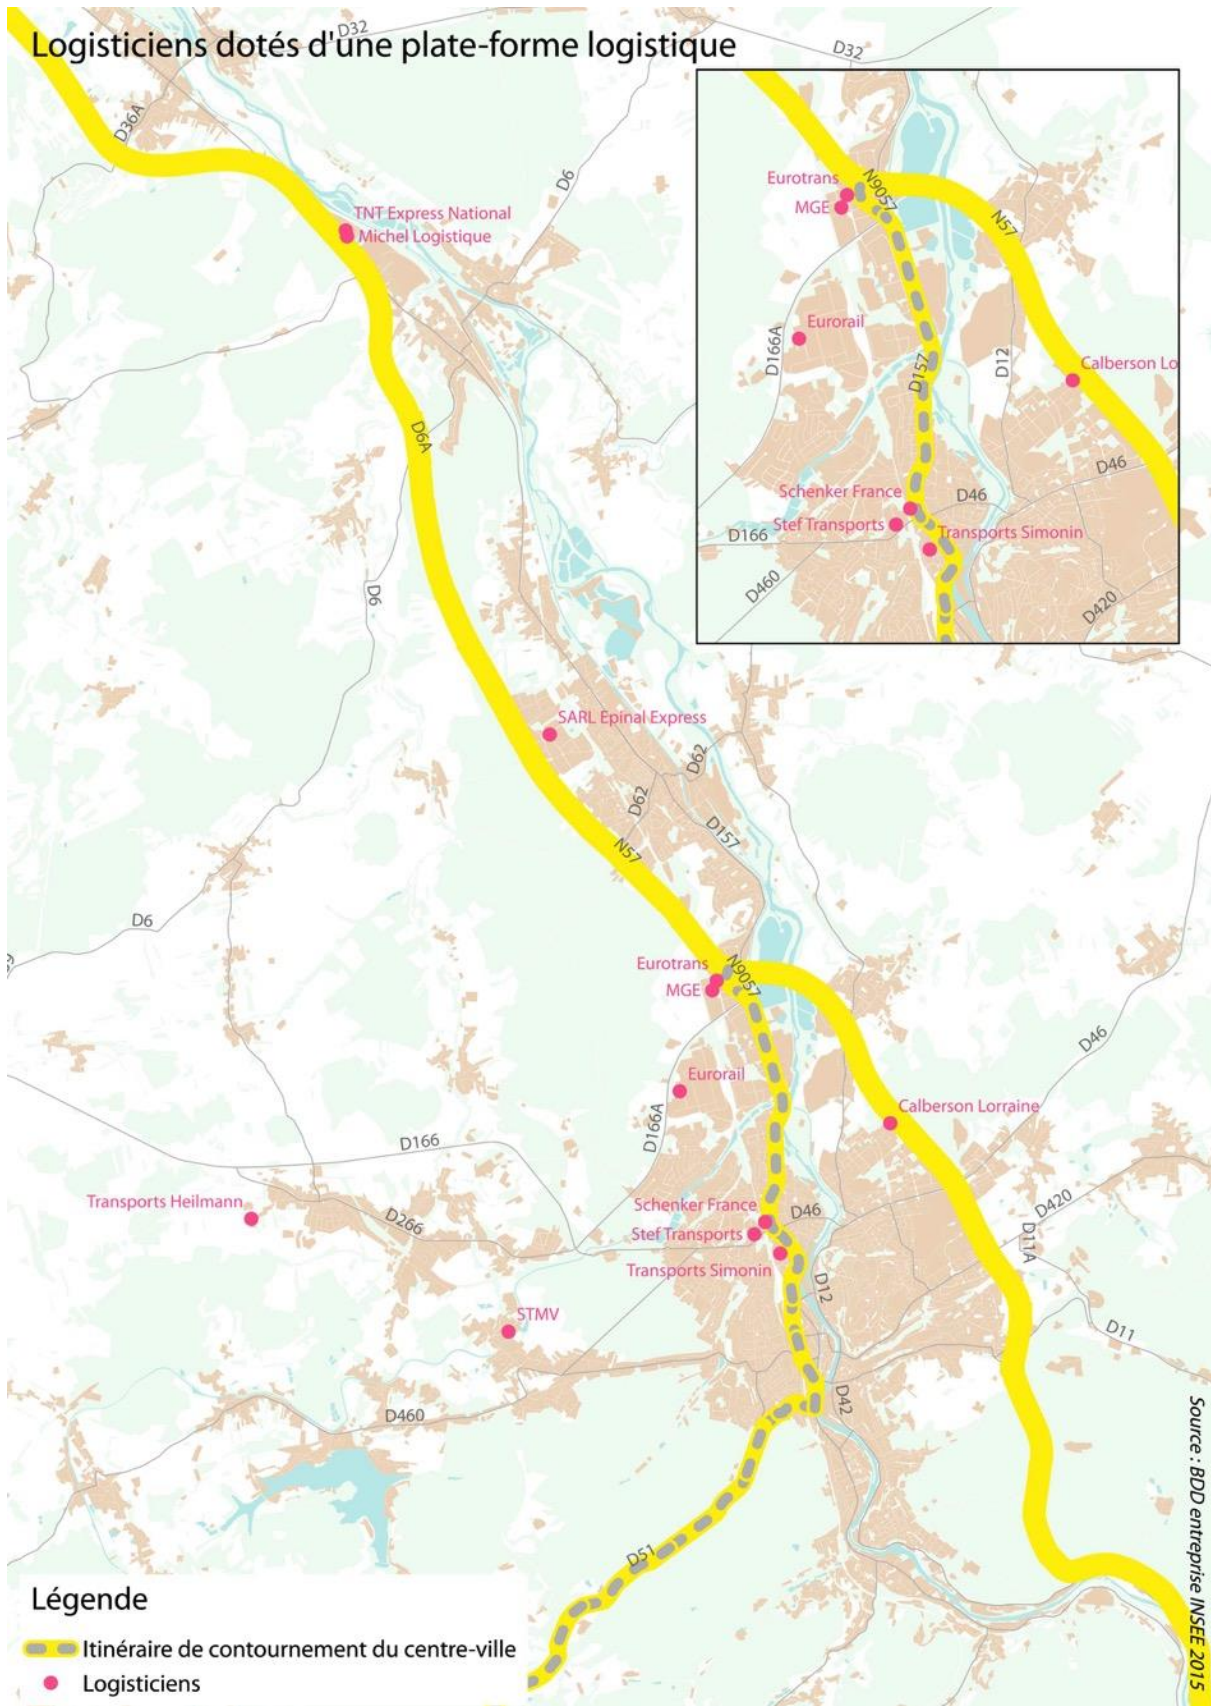 Logisticiens dotés d'une plate-forme logistique
D32
D32
D36A
D6
TNT Express National
Michel Logistique
D6A
D6
Eurotrans
MGE
N9057
N57
Eurorail
D166A
D157
D12
Calberson Lo
D46
Schenker France
D46
Stef Transports
Transports Simonin
D166
D460
D420
SARL Epinal Express
D62
D62
D157
N57
D6
Eurotrans
MGE
N9057
D46
Eurorail
D166A
Calberson Lorraine
D166
Transports Heilmann
D266
Schenker France
D46
Stef Transports
Transports Simonin
D420
D11A
D12
D11
STMV
D42
D460
D51
Légende
Itinéraire de contournement du centre-ville
Logisticiens
Source : BDD entreprise INSEE 2015